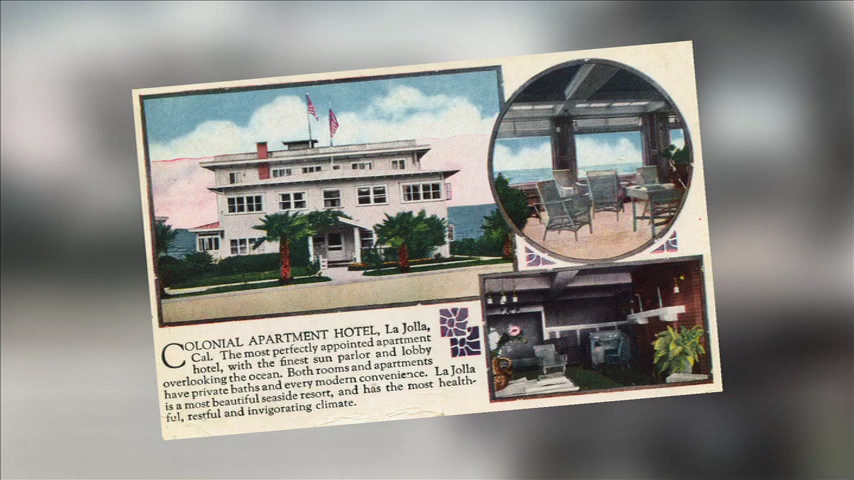 COLONIAL APARTMENT HOTEL, La Jolla,
Cal. The most perfectly appointed apartment
hotel, with the finest sun parlor and lobby
overlooking the ocean. Both rooms and apartments
have private baths and every modern convenience. La Jolla
is a most beautiful seaside resort, and has the most health-
ful, restful and invigorating climate.